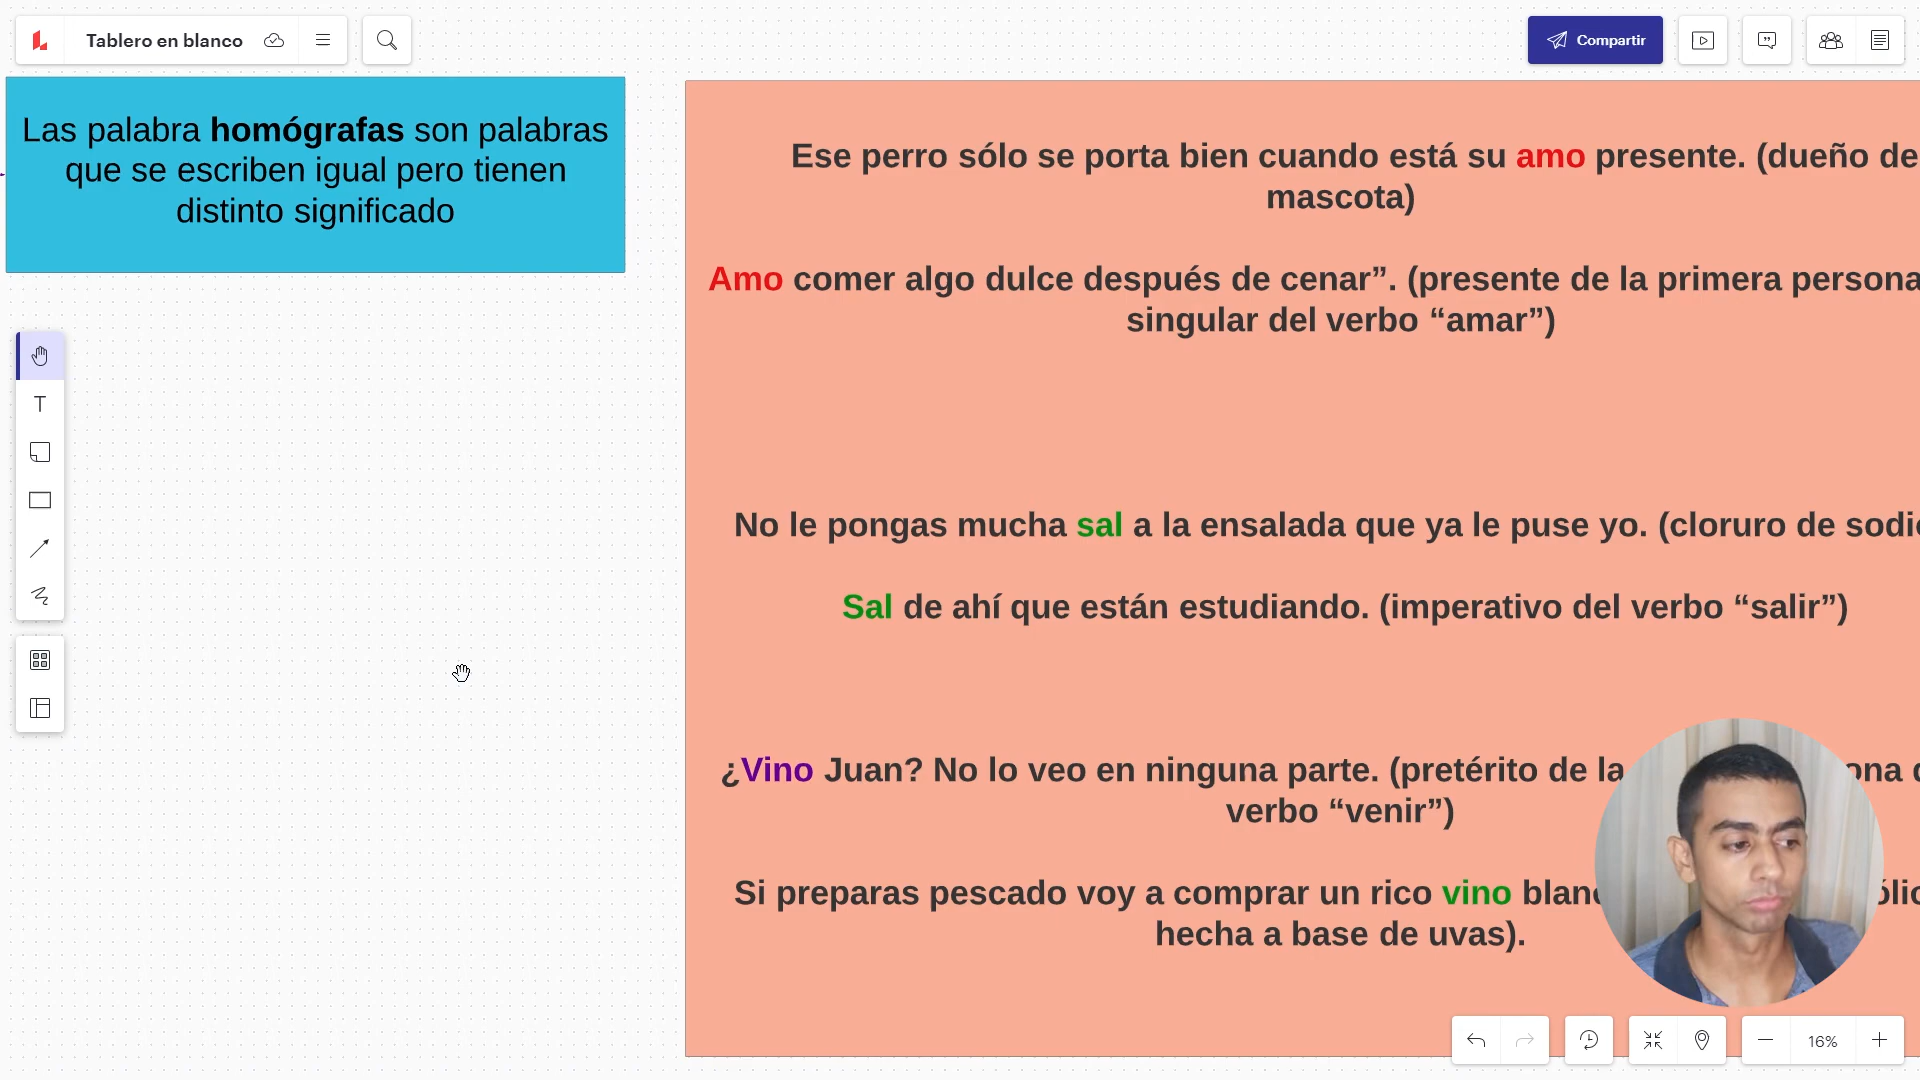 Tablero en blanco
Compartir
Las palabra homógrafas son palabras
que se escriben igual pero tienen
distinto significado
Ese perro sólo se porta bien cuando está su amo presente. (dueño de
mascota)
Amo comer algo dulce después de cenar”. (presente de la primera persona
singular del verbo “amar”)
No le pongas mucha sal a la ensalada que ya le puse yo. (cloruro de
Sal de ahí que están estudiando. (imperativo del verbo “salir”)
¿Vino Juan? No lo veo en ninguna parte. (pretérito de la
verbo “venir”)
Si preparas pescado voy a comprar un rico vino
hecha a base de uvas).
T
16%